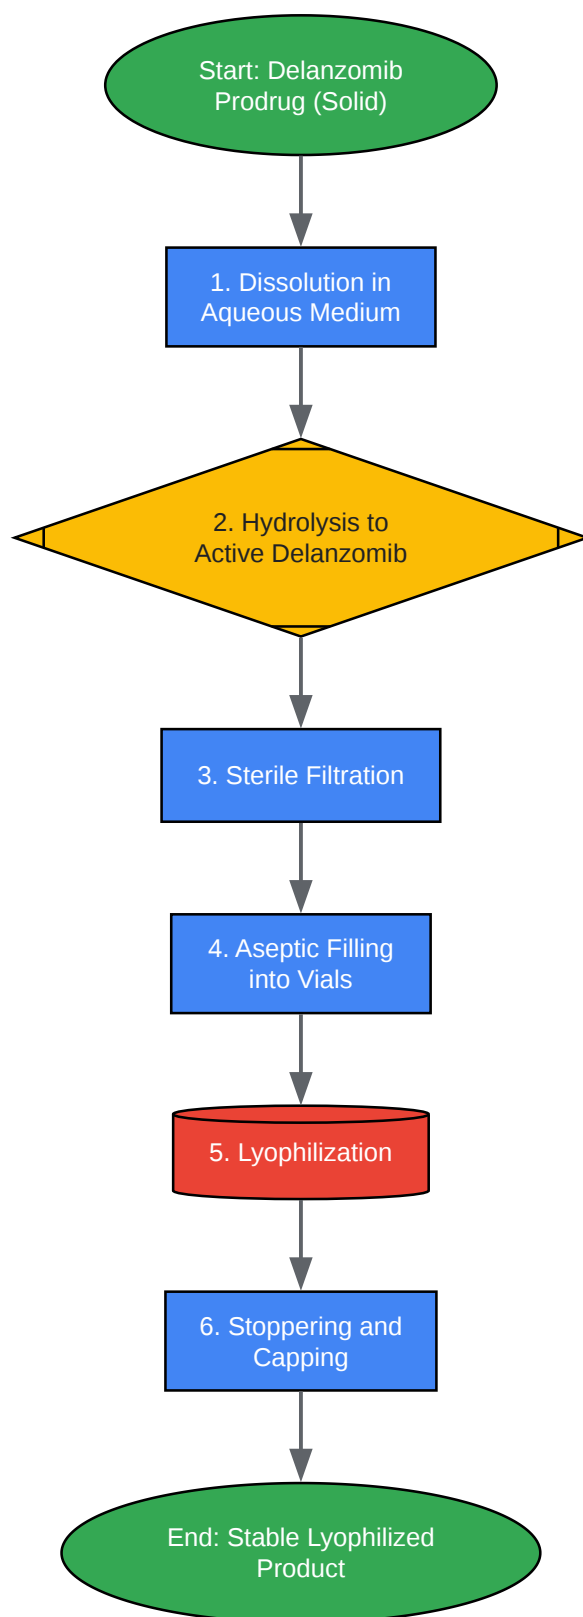 Start: Delanzomib
Prodrug (Solid)
1. Dissolution in
Aqueous Medium
2. Hydrolysis to
Active Delanzomib
3. Sterile Filtration
4. Aseptic Filling
into Vials
5. Lyophilization
6. Stoppering and
Capping
End: Stable Lyophilized
Product